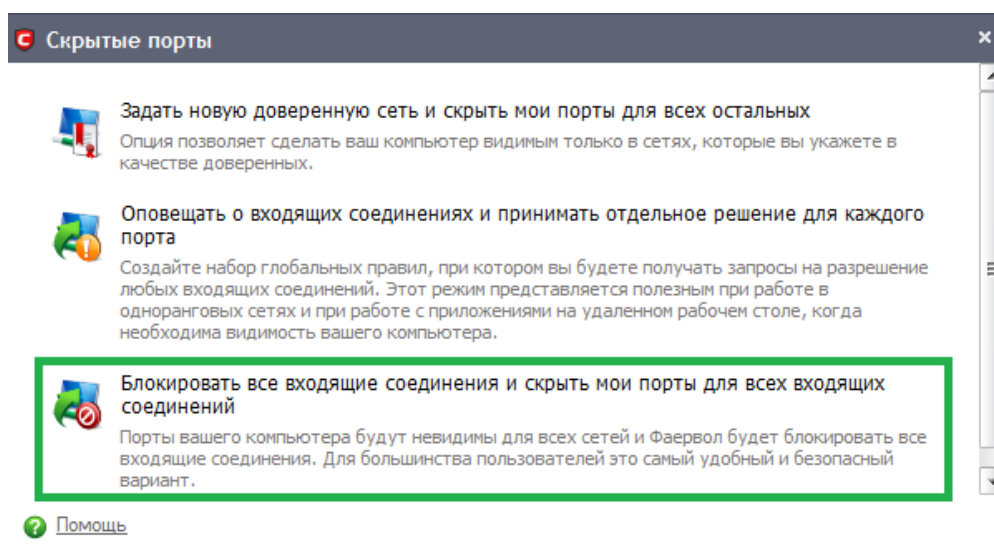 Скрытые порты
Задать новую доверенную сеть и скрыть мои порты для всех остальных
Опция позволяет сделать ваш компьютер видимым только в сетях, которые вы укажете в
качестве доверенных.
Оповещать о входящих соединениях и принимать отдельное решение для каждого
порта
Создайте набор глобальных правил, при котором вы будете получать запросы на разрешение
любых входящих соединений. Этот режим представляется полезным при работе в
одноранговых сетях и при работе с приложениями на удаленном рабочем столе, когда
необходима видимость вашего компьютера.
Блокировать все входящие соединения и скрыть мои порты для всех входящих
соединений
Порты вашего компьютера будут невидимы для всех сетей и Фаервол будет блокировать все
входящие соединения. Для большинства пользователей это самый удобный и безопасный
вариант.
Помощь